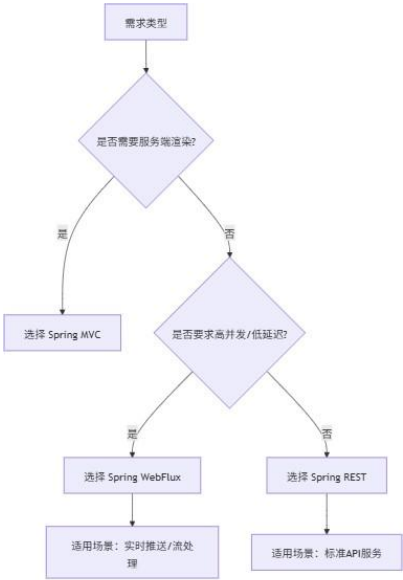 需求类型
是否需要服务端渲染?
是
否
选择 Spring MVC
是否要求高并发/低延迟?
是
否
选择 Spring WebFlux
选择 Spring REST
适用场景：实时推送/流处
理
适用场景：标准API服务